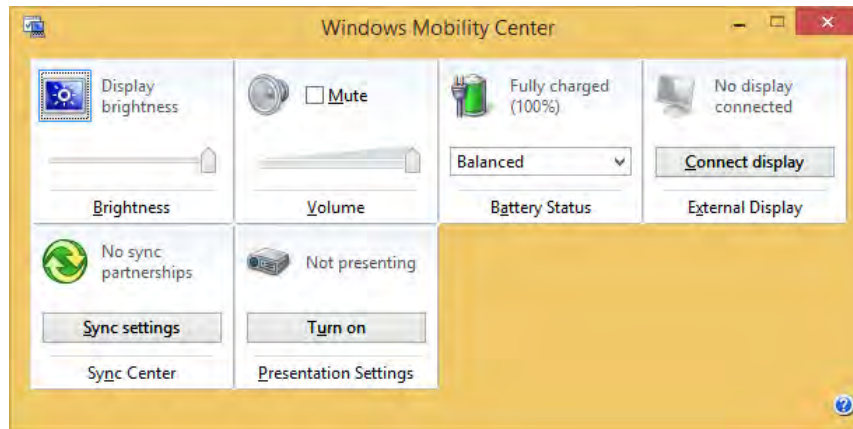 Windows Mobility Center
Display
brightness
Brightness
Mute
Volume
Fully charged
(100%)
Balanced
Battery Status
No display
connected
Connect display
External Display
No sync
partnerships
Sync settings
Sync Center
Not presenting
Turn on
Presentation Settings